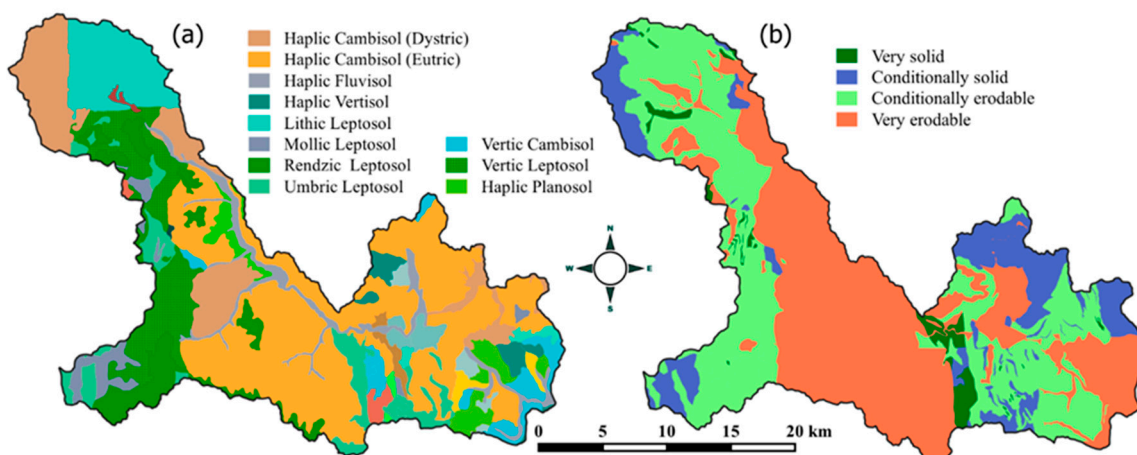 (a)
Haplic Cambisol (Dystric)
Haplic Cambisol (Eutric)
Haplic Fluvisol
Haplic Vertisol
Lithic Leptosol
Mollic Leptosol
Rendzic Leptosol
Umbric Leptosol
Vertic Cambisol
Vertic Leptosol
Haplic Planosol
(b)
Very solid
Conditionally solid
Conditionally erodable
Very erodable
N
W E
S
0 5 10 15 20 km